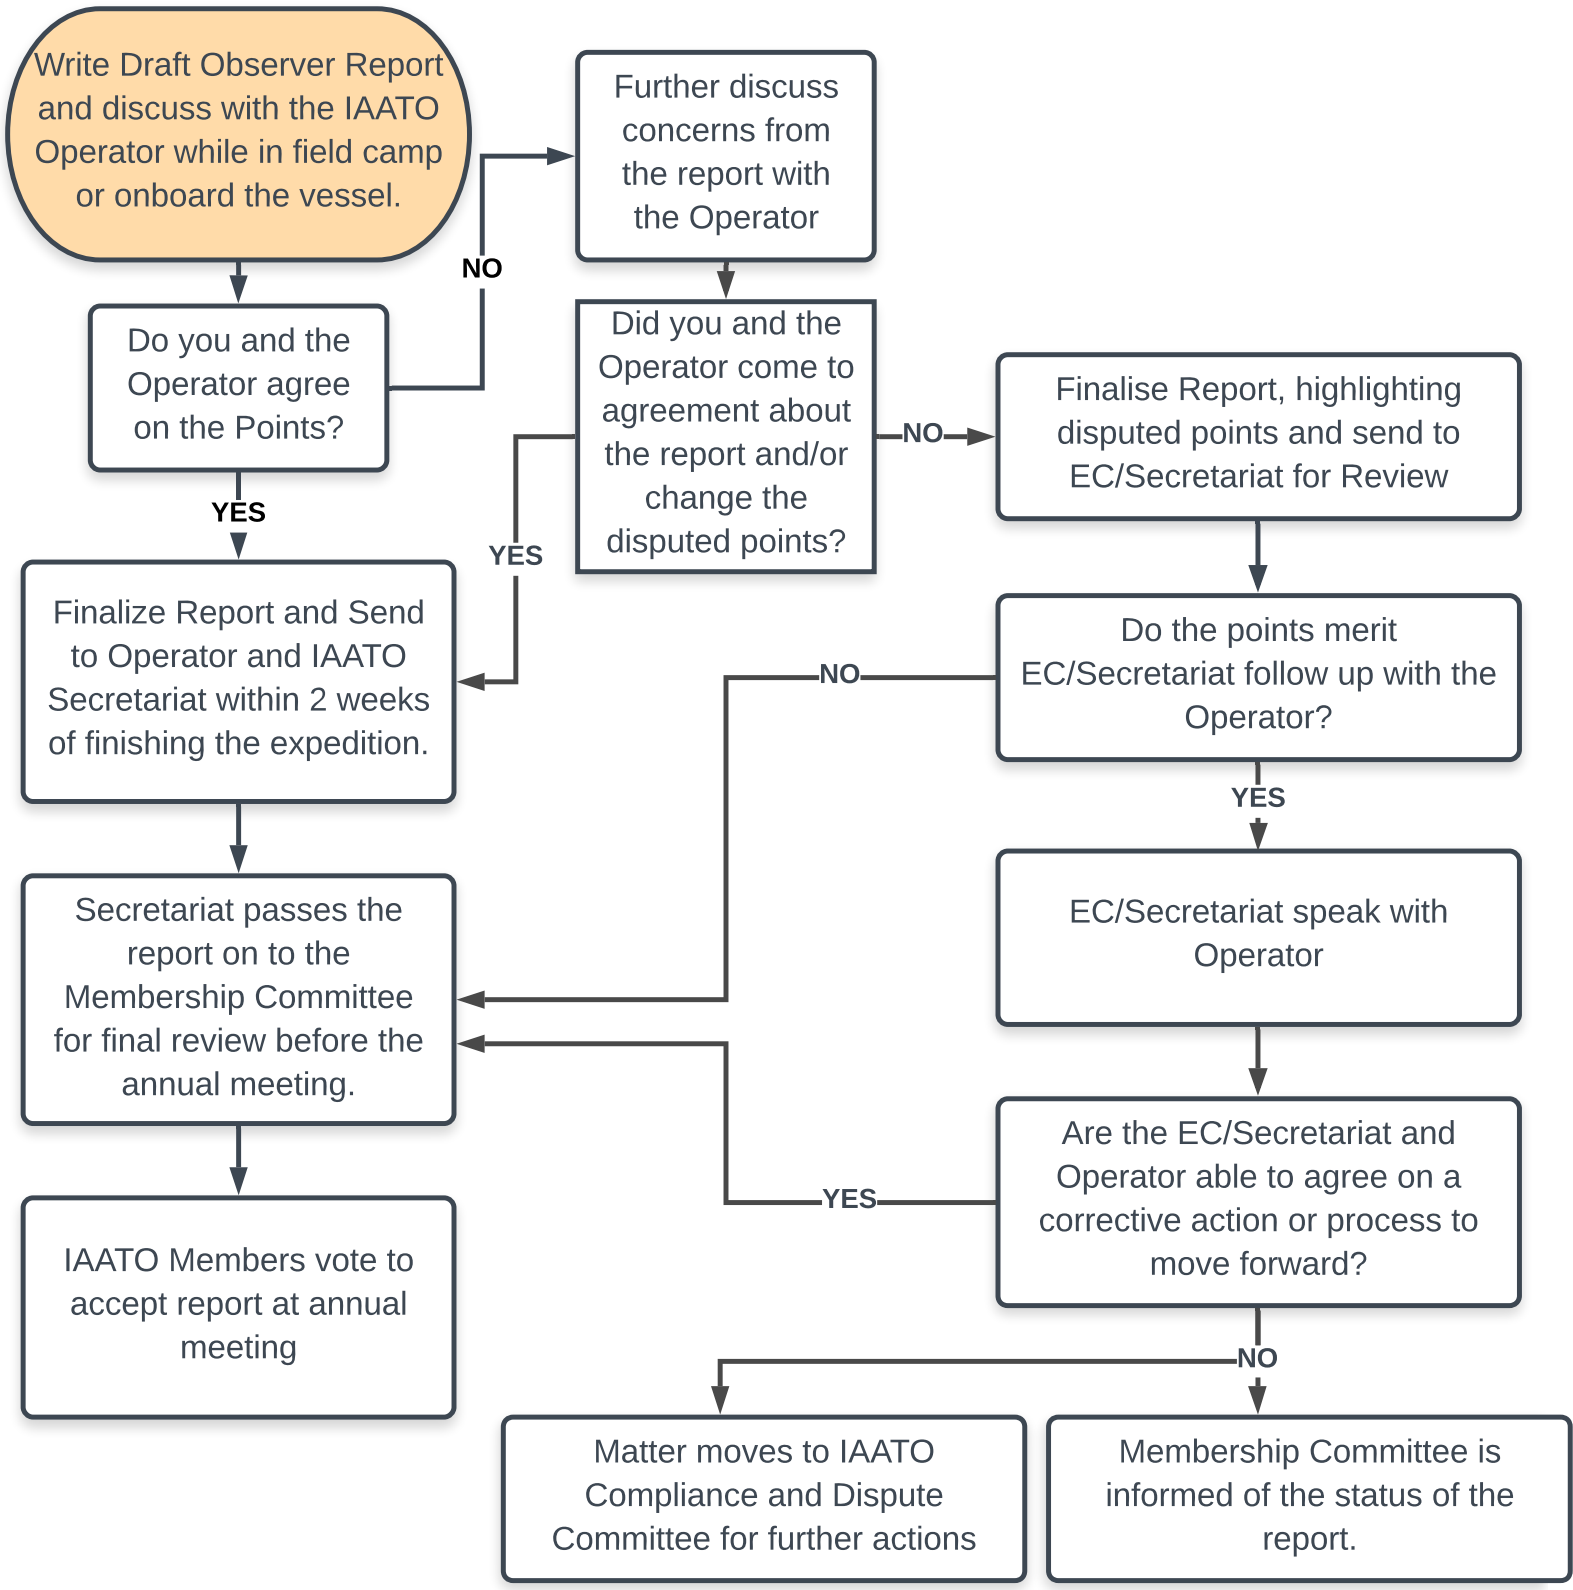 Write Draft Observer Report
and discuss with the IAATO
Operator while in field camp
or onboard the vessel.
Further discuss
concerns from
the report with
the Operator
NO
Do you and the
Operator agree
on the Points?
Did you and the
Operator come to
agreement about
the report and/or
change the
disputed points?
NO
Finalise Report, highlighting
disputed points and send to
EC/Secretariat for Review
YES
YES
Finalize Report and Send
to Operator and IAATO
Secretariat within 2 weeks
of finishing the expedition.
Do the points merit
EC/Secretariat follow up with the
Operator?
NO
YES
Secretariat passes the
report on to the
Membership Committee
for final review before the
annual meeting.
EC/Secretariat speak with
Operator
Are the EC/Secretariat and
Operator able to agree on a
corrective action or process to
move forward?
YES
IAATO Members vote to
accept report at annual
meeting
NO
Matter moves to IAATO
Compliance and Dispute
Committee for further actions
Membership Committee is
informed of the status of the
report.